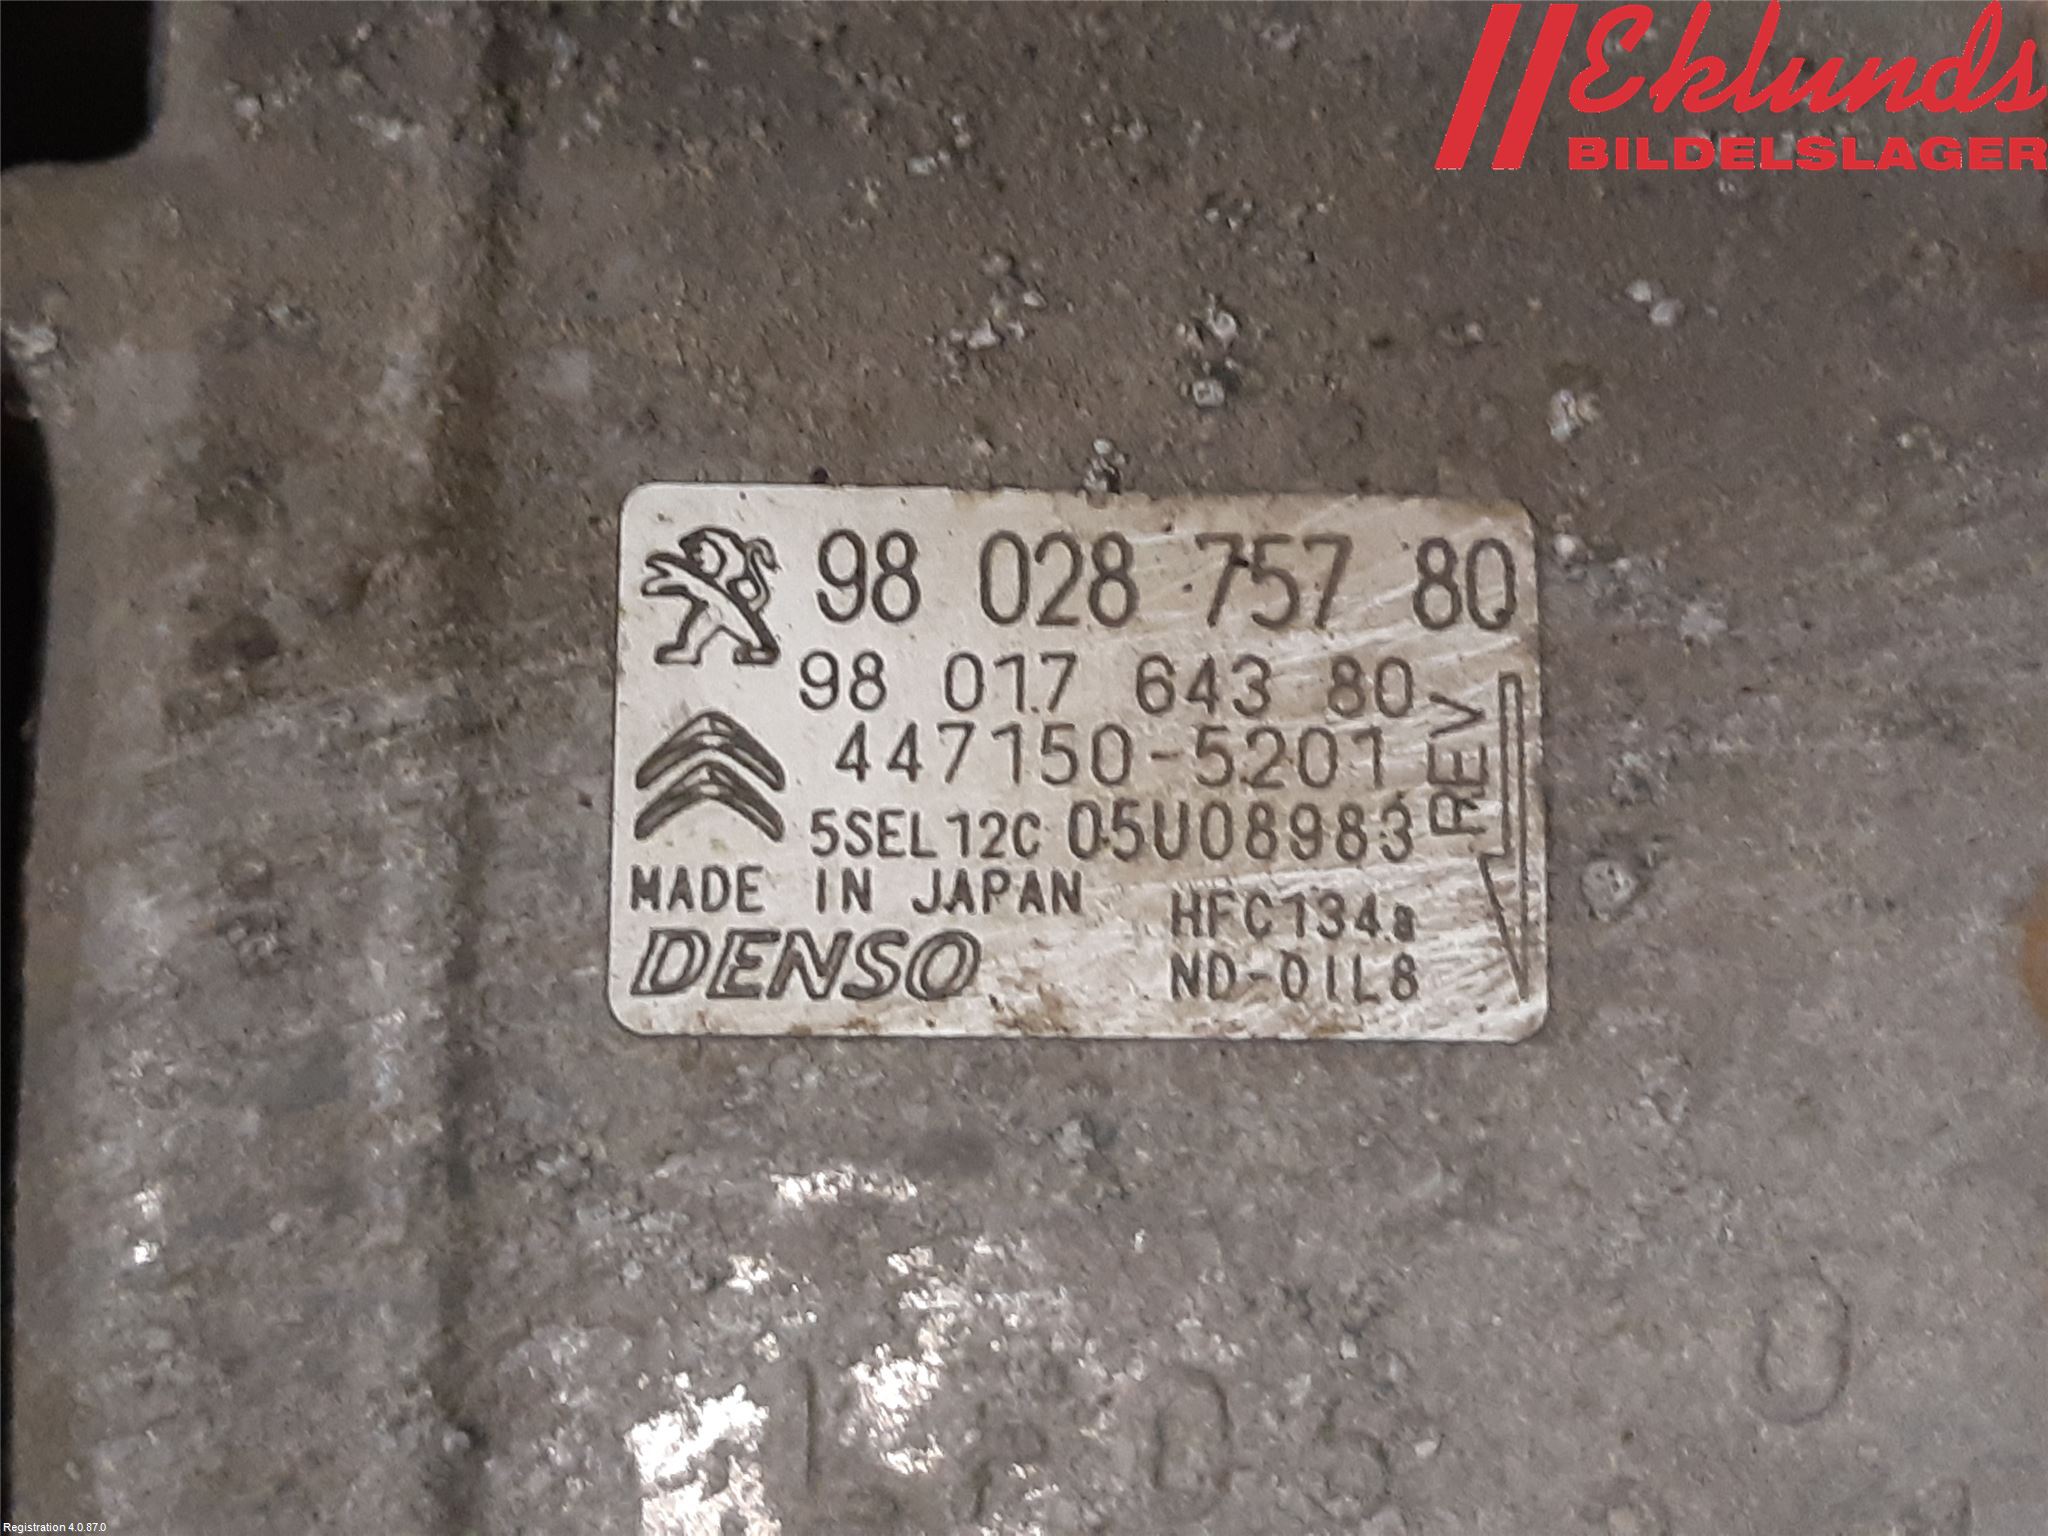 Eklunds
BILDELSLAGER
98 028 757 80
98 017 643 80
447150-5201
5SEL12C 05U08983
REV
MADE IN JAPAN
HFC134a
DENSO
ND-OIL8
Registration 4.0.87.0